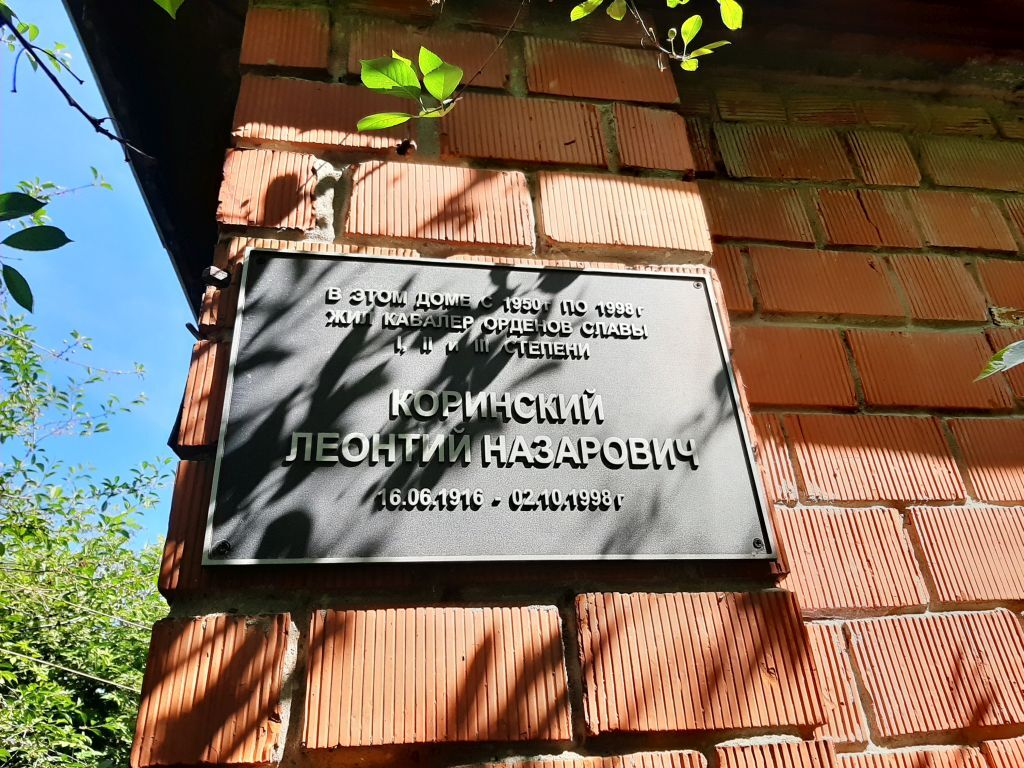 В ЭТОМ ДОМЕ С 1950г ПО 1998г
ЖИЛ КАВАЛЕР ОРДЕНОВ СЛАВЫ
I, II и III СТЕПЕНИ
КОРИНСКИЙ
ЛЕОНТИЙ НАЗАРОВИЧ
16.06.1916 - 02.10.1998 г